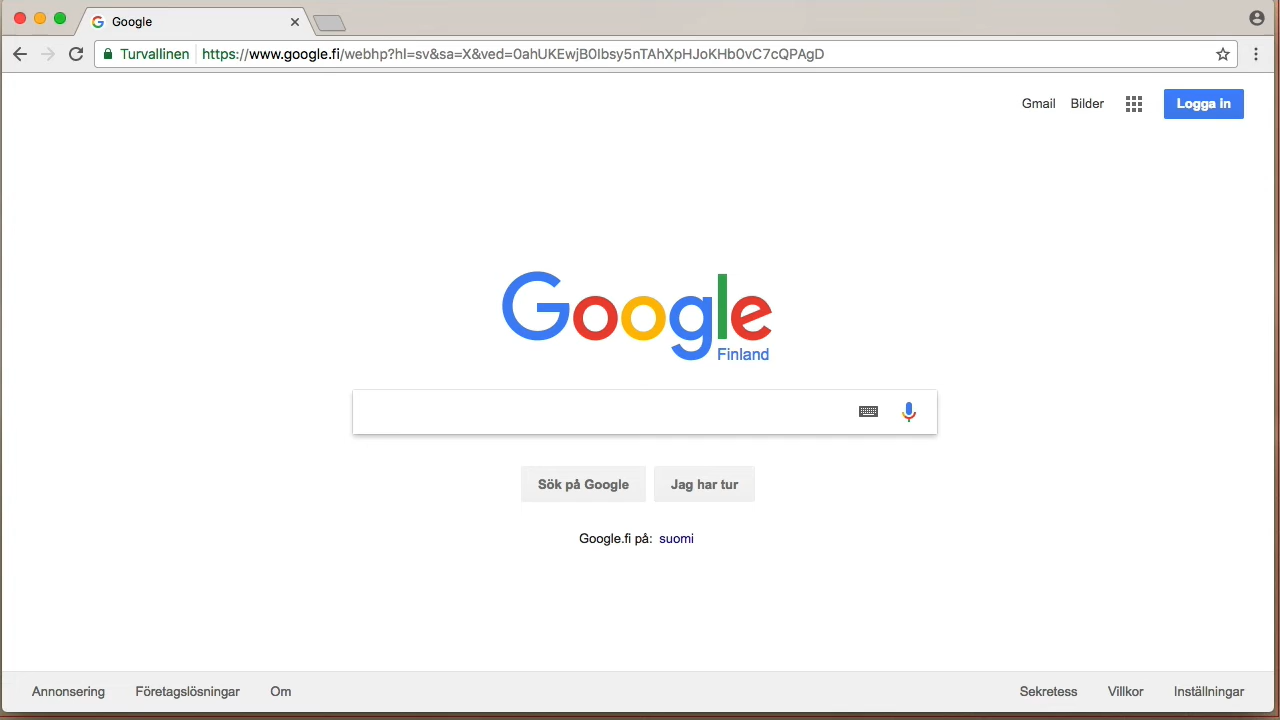 Google
Turvallinen https://www.google.fi/webhp?hl=sv&sa=X&ved=0ahUKEwjB0Ibsy5nTAhXpHJoKHb0vC7cQPAgD
Gmail Bilder Logga in
Google
Finland
Sök på Google Jag har tur
Google.fi på: suomi
Annonsering Företagslösningar Om Sekretess Villkor Inställningar